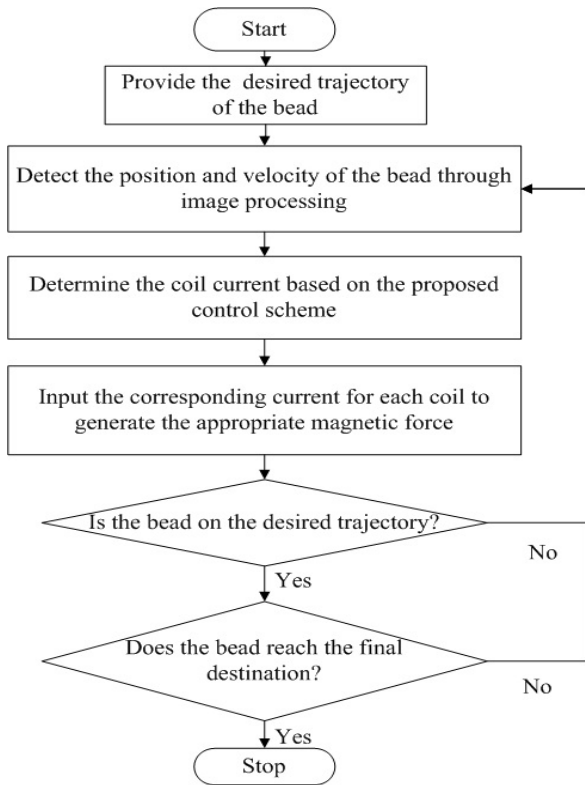 Start
Provide the desired trajectory
of the bead
Detect the position and velocity of the bead through
image processing
Determine the coil current based on the proposed
control scheme
Input the corresponding current for each coil to
generate the appropriate magnetic force
Is the bead on the desired trajectory?
No
Yes
Does the bead reach the final
destination?
No
Yes
Stop